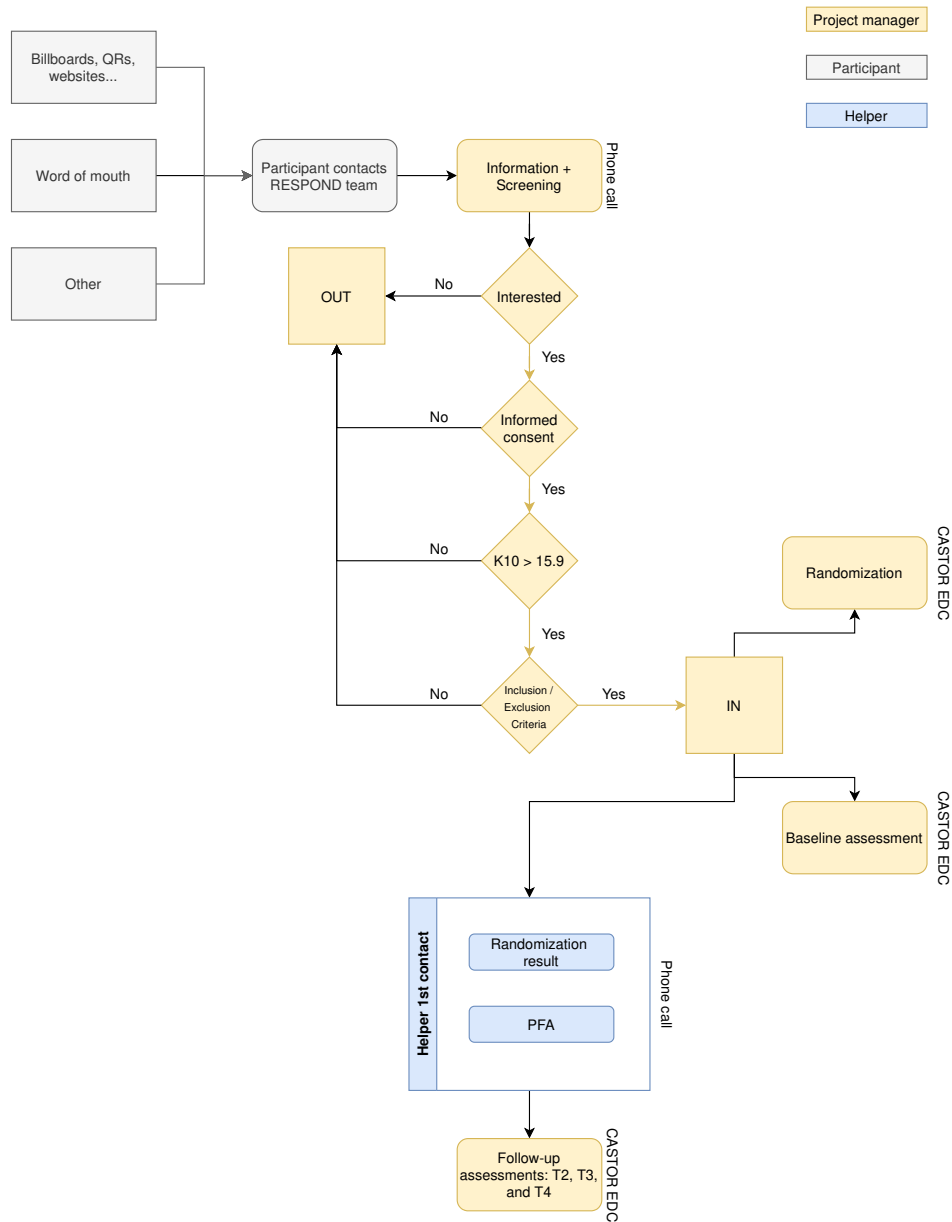 Project manager
Participant
Helper
Billboards, QRs,
websites...
Word of mouth
Other
Participant contacts
RESPOND team
Information +
Screening
Phone call
Interested
No
OUT
Yes
Informed
consent
No
Yes
K10 > 15.9
No
Yes
Inclusion /
Exclusion
Criteria
No
Yes
IN
Randomization
CASTOR EDC
Baseline assessment
CASTOR EDC
Helper 1st contact
Randomization
result
PFA
Phone call
Follow-up
assessments: T2, T3,
and T4
CASTOR EDC